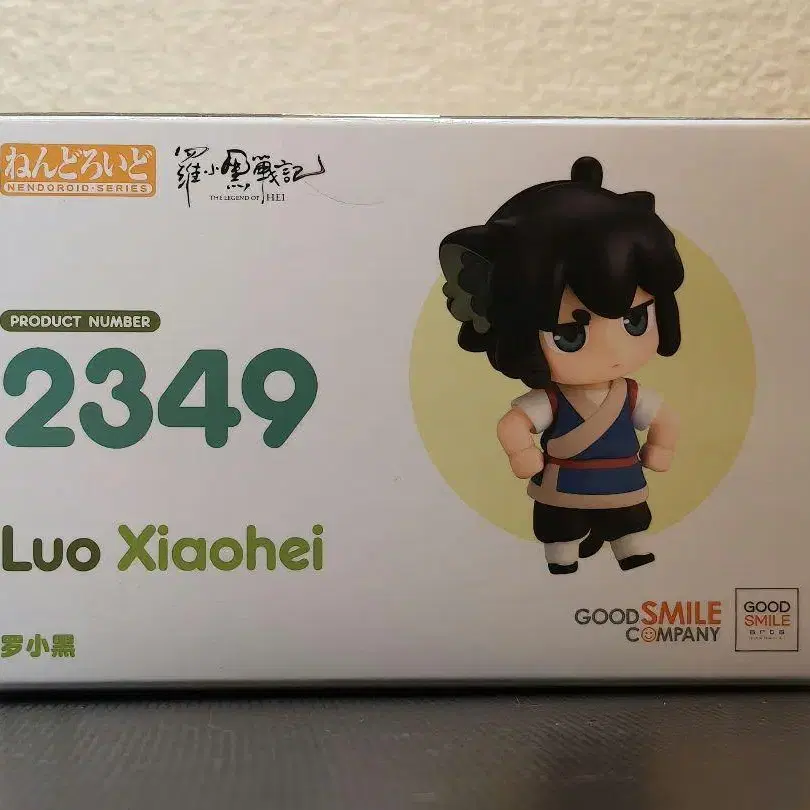 ねんどろいど
NENDOROID·SERIES
羅小黑戰記
THE LEGEND OF HEI
PRODUCT NUMBER
2349
Luo Xiaohei
罗小黑
GOOD SMILE
COMPANY
GOOD
SMILE
arts